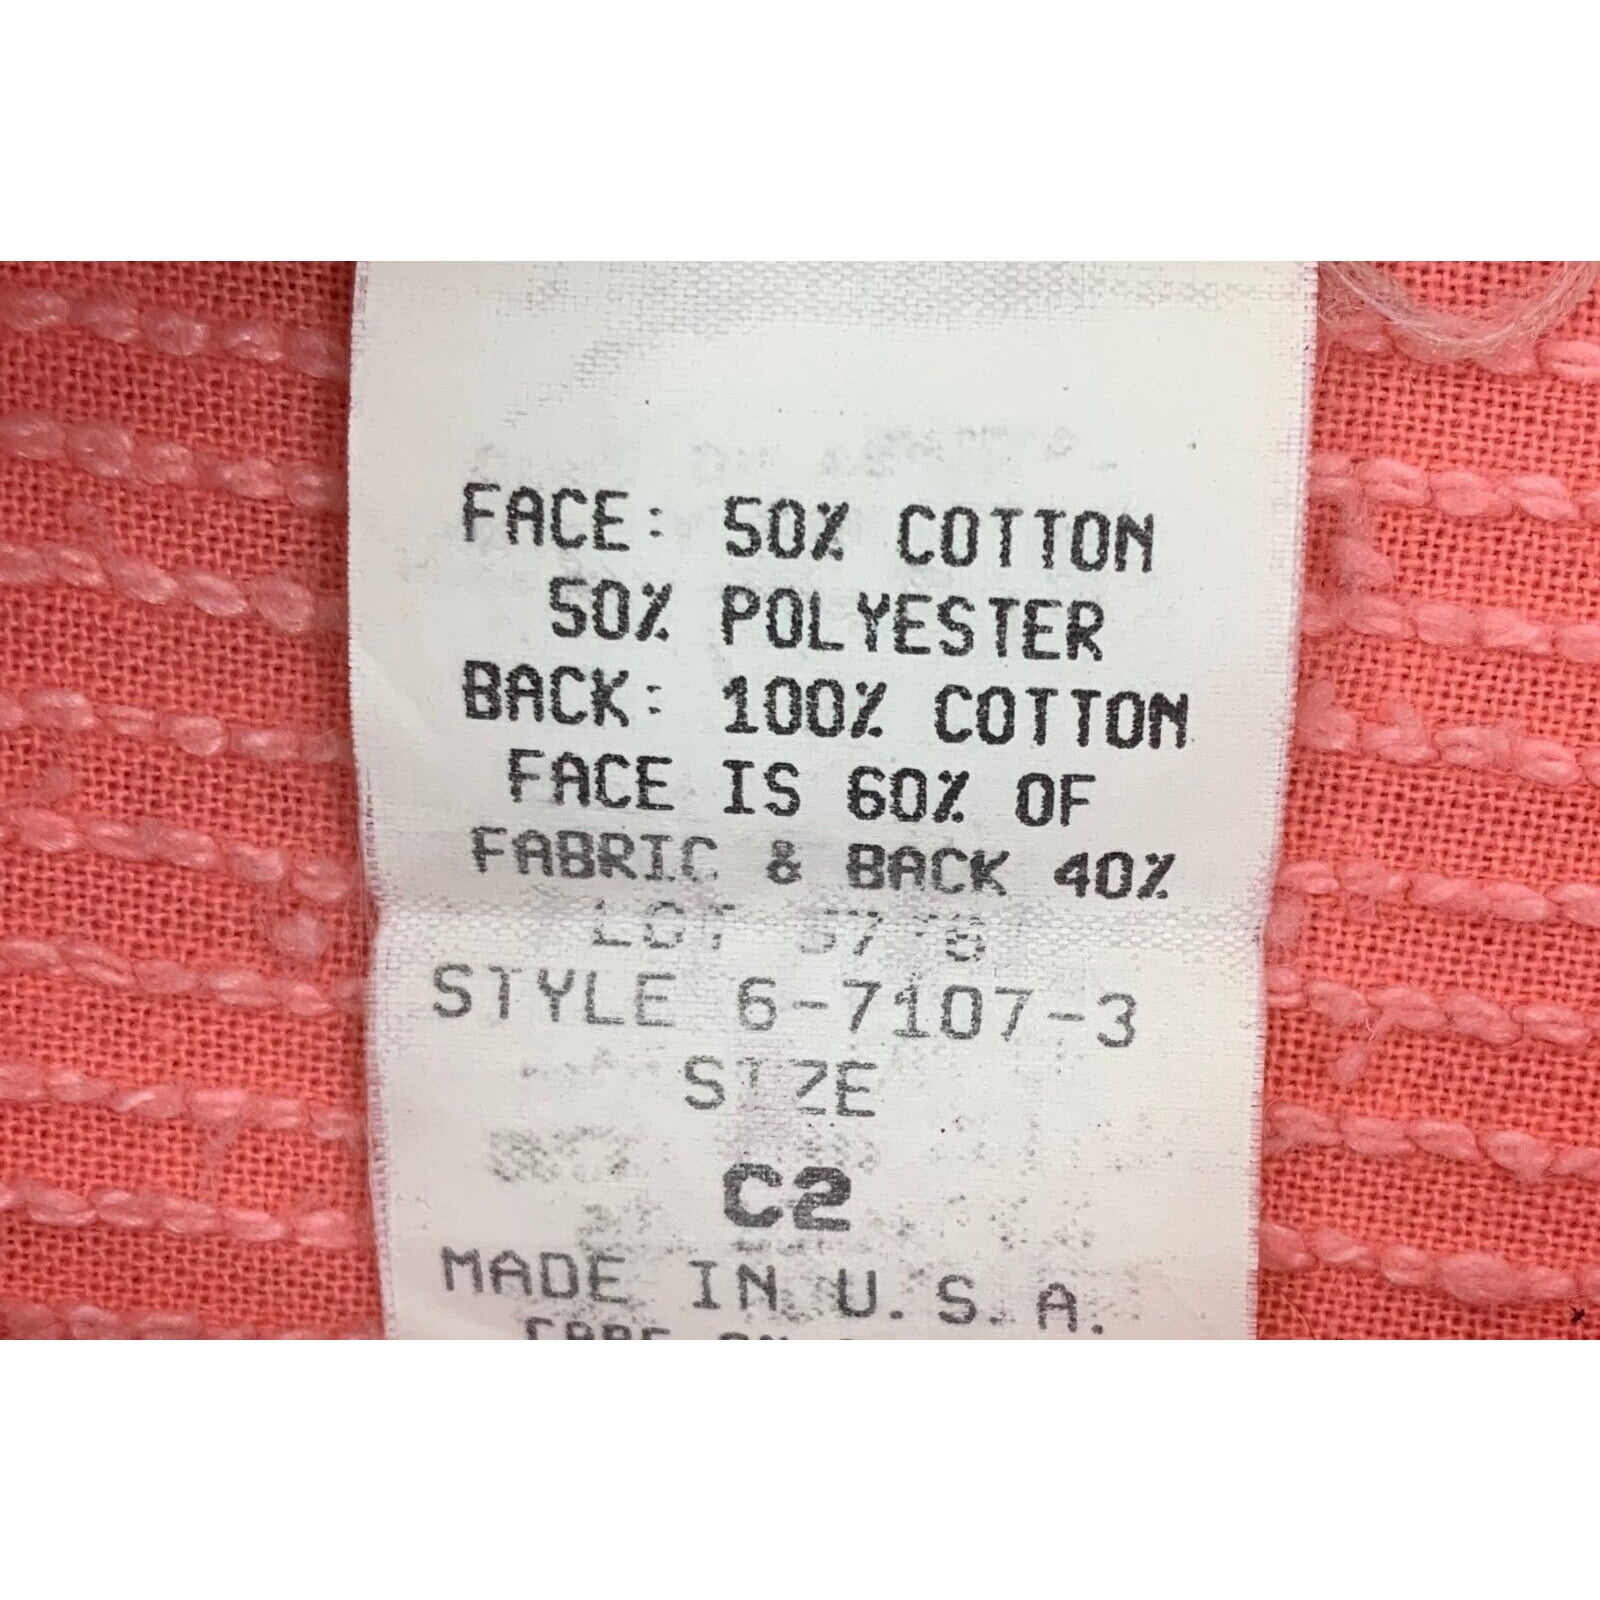 FACE: 50% COTTON
50% POLYESTER
BACK: 100% COTTON
FACE IS 60% OF
FABRIC & BACK 40%
LOT
STYLE 6-7107-3
SIZE
C2
MADE IN U.S.A.